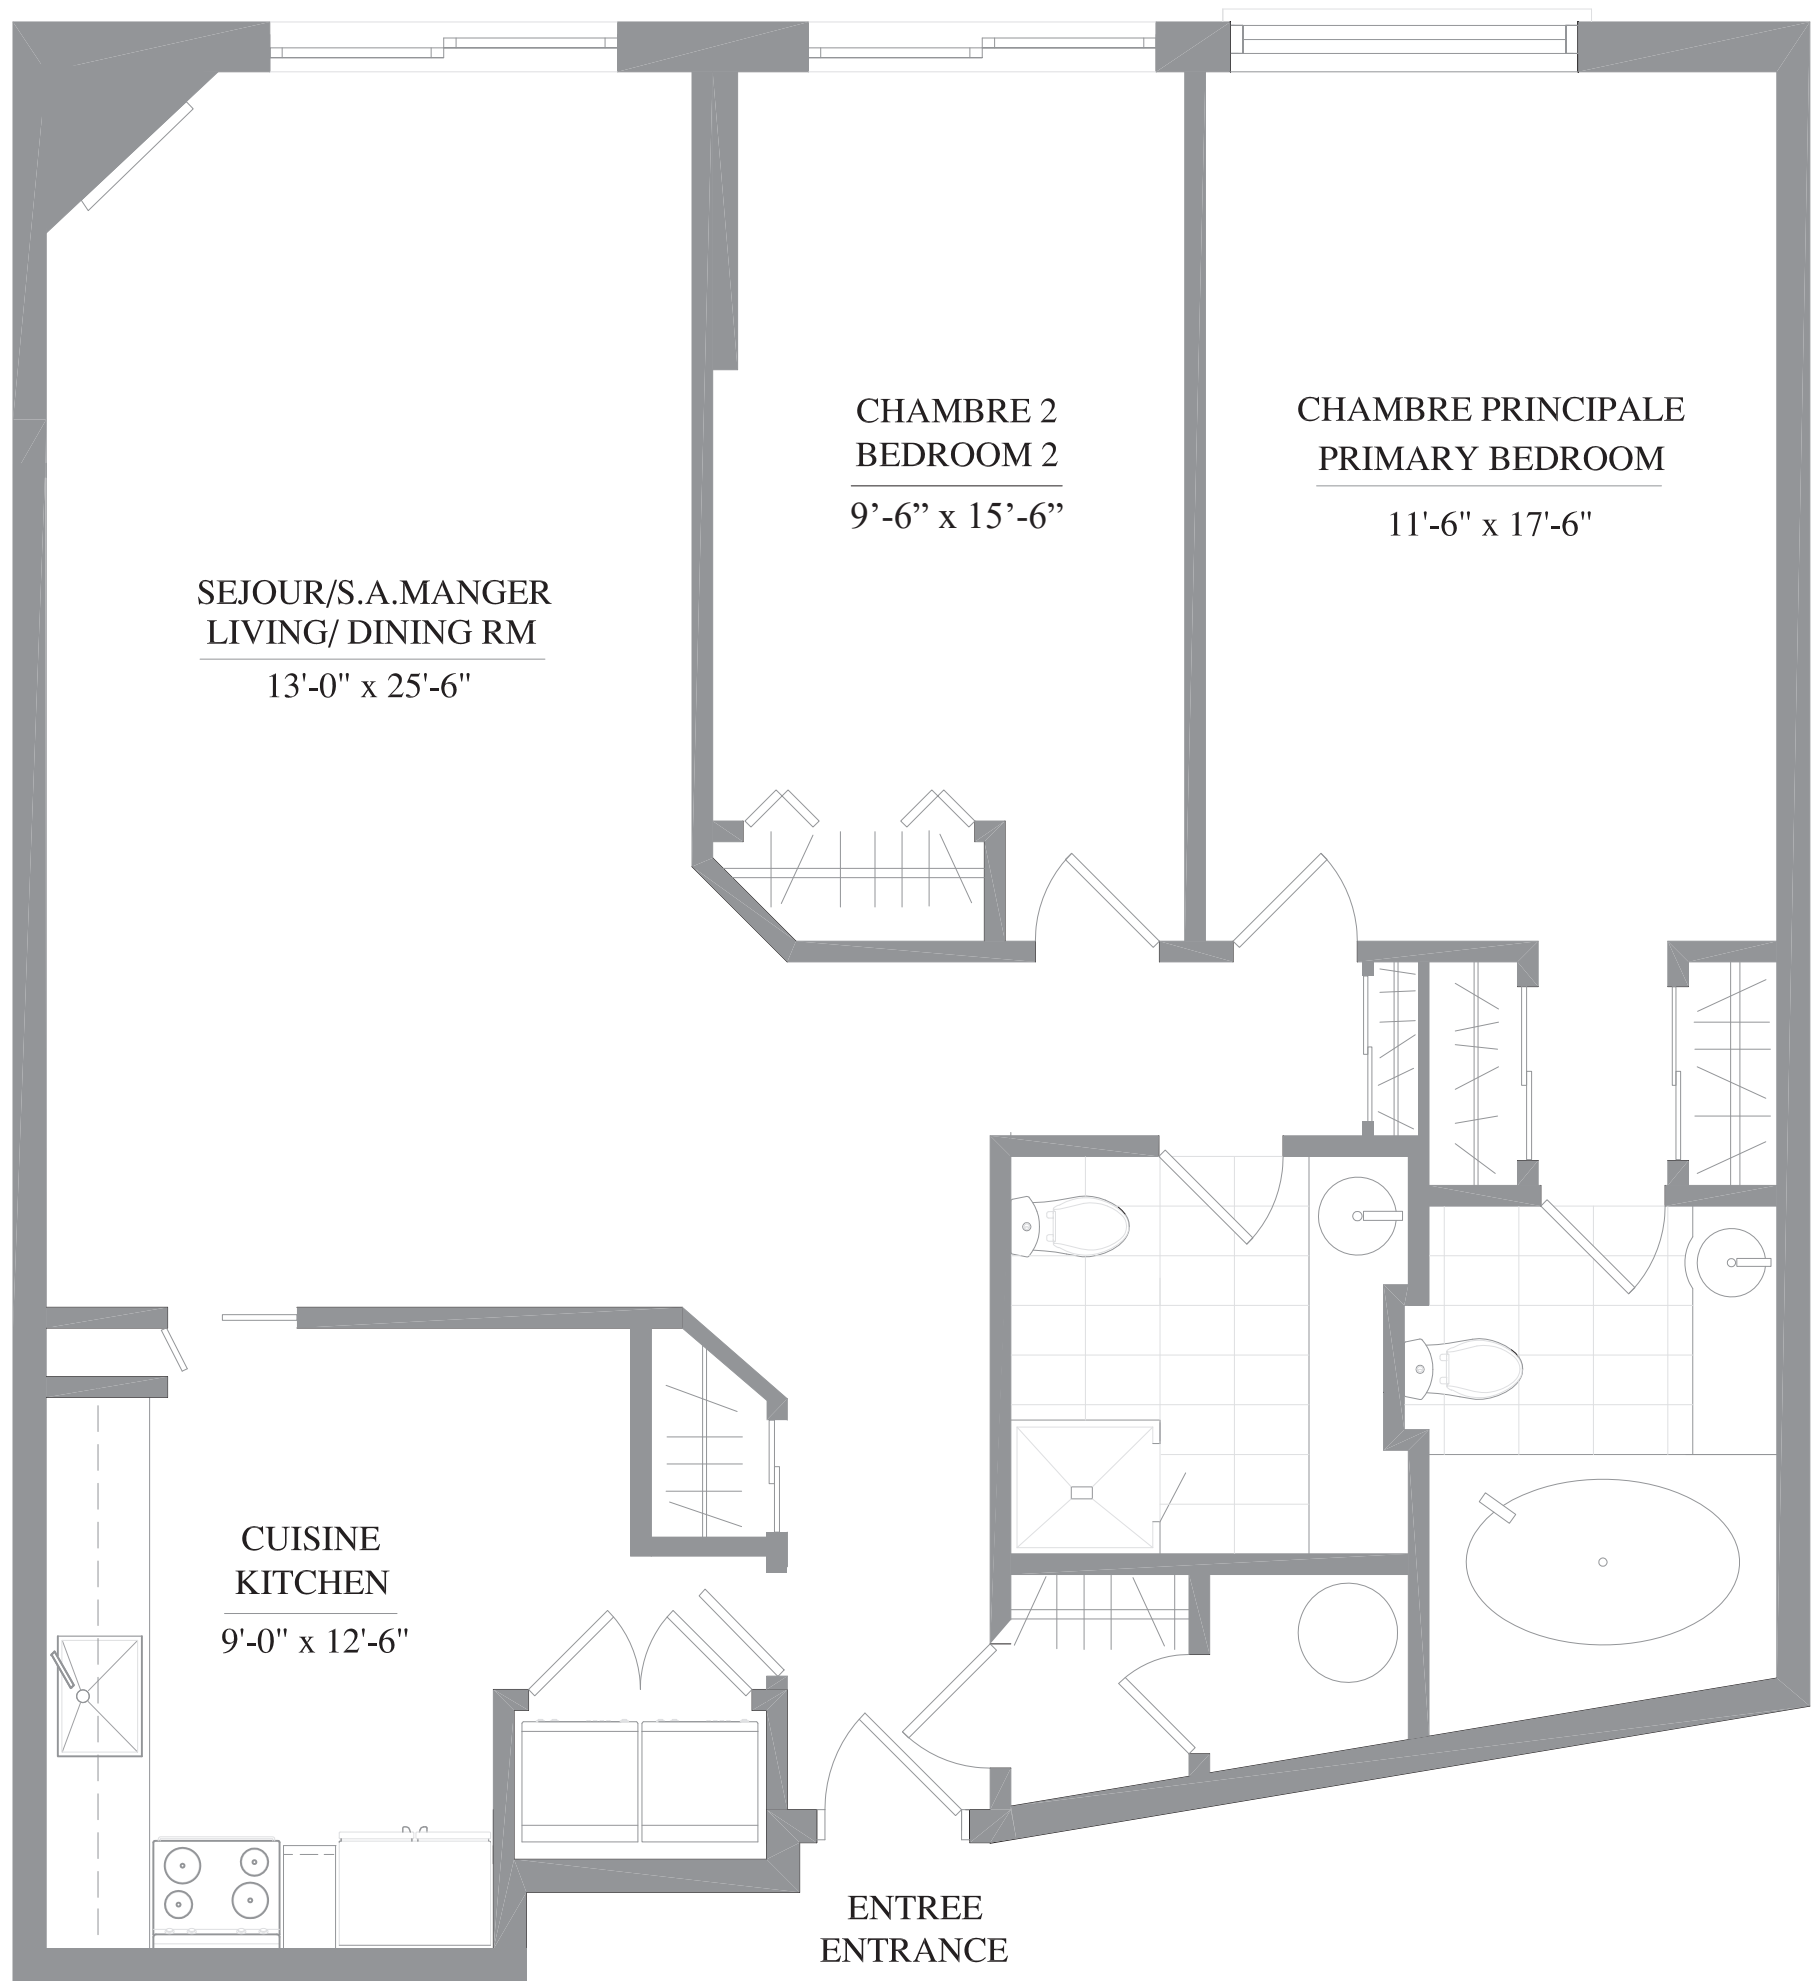 CHAMBRE 2
BEDROOM 2
9’-6” x 15’-6”
CHAMBRE PRINCIPALE
PRIMARY BEDROOM
11'-6" x 17'-6"
SEJOUR/S.A.MANGER
LIVING/ DINING RM
13'-0" x 25'-6"
CUISINE
KITCHEN
9'-0" x 12'-6"
ENTREE
ENTRANCE